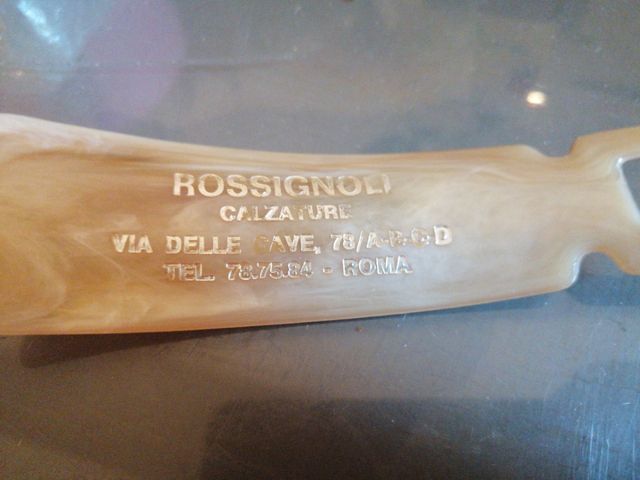 ROSSIGNOLI
CALZATURE
VIA DELLE CAVE, 78/A-B-C-D
TEL. 78.75.84 - ROMA